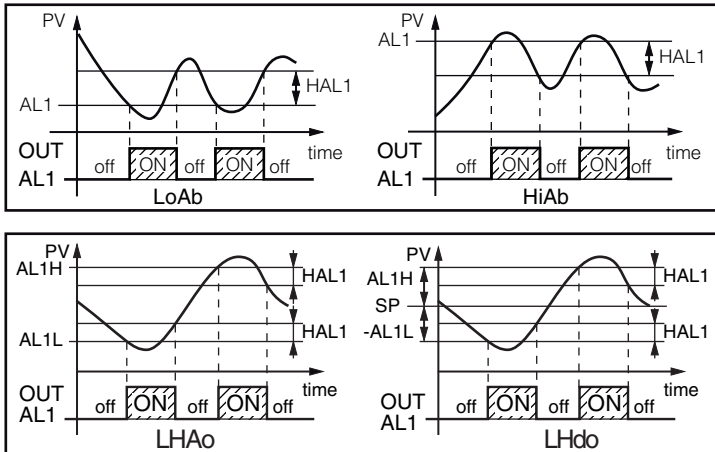 PV
AL1
HAL1
time
OUT
AL1
off ON off ON off
LoAb
PV
AL1
HAL1
time
OUT
AL1
off ON off ON off
HiAb
PV
AL1H
HAL1
HAL1
AL1L
time
OUT
AL1
off ON off ON off
LHAo
PV
AL1H
HAL1
SP
-AL1L
HAL1
time
OUT
AL1
off ON off ON off
LHdo